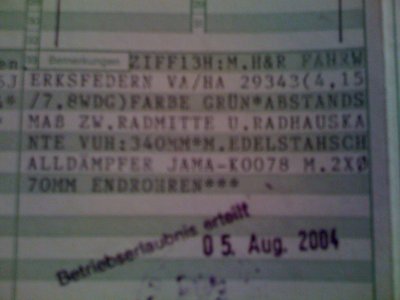 en
Bemerkungen ZIFF13H:M.H&R FAHRW
ERKSFEDERN VA/HA 29343(4,15
/7,8WDG)FARBE GRÜN*ABSTANDS
MAß ZW.RADMITTE U.RADHAUSKA
NTE VUH:340MM*M.EDELSTAHLSCH
ALLDÄMPFER JAMA-K0078 M.2XØ
70MM ENDROHREN***
Betriebserlaubnis erteilt
05. Aug. 2004